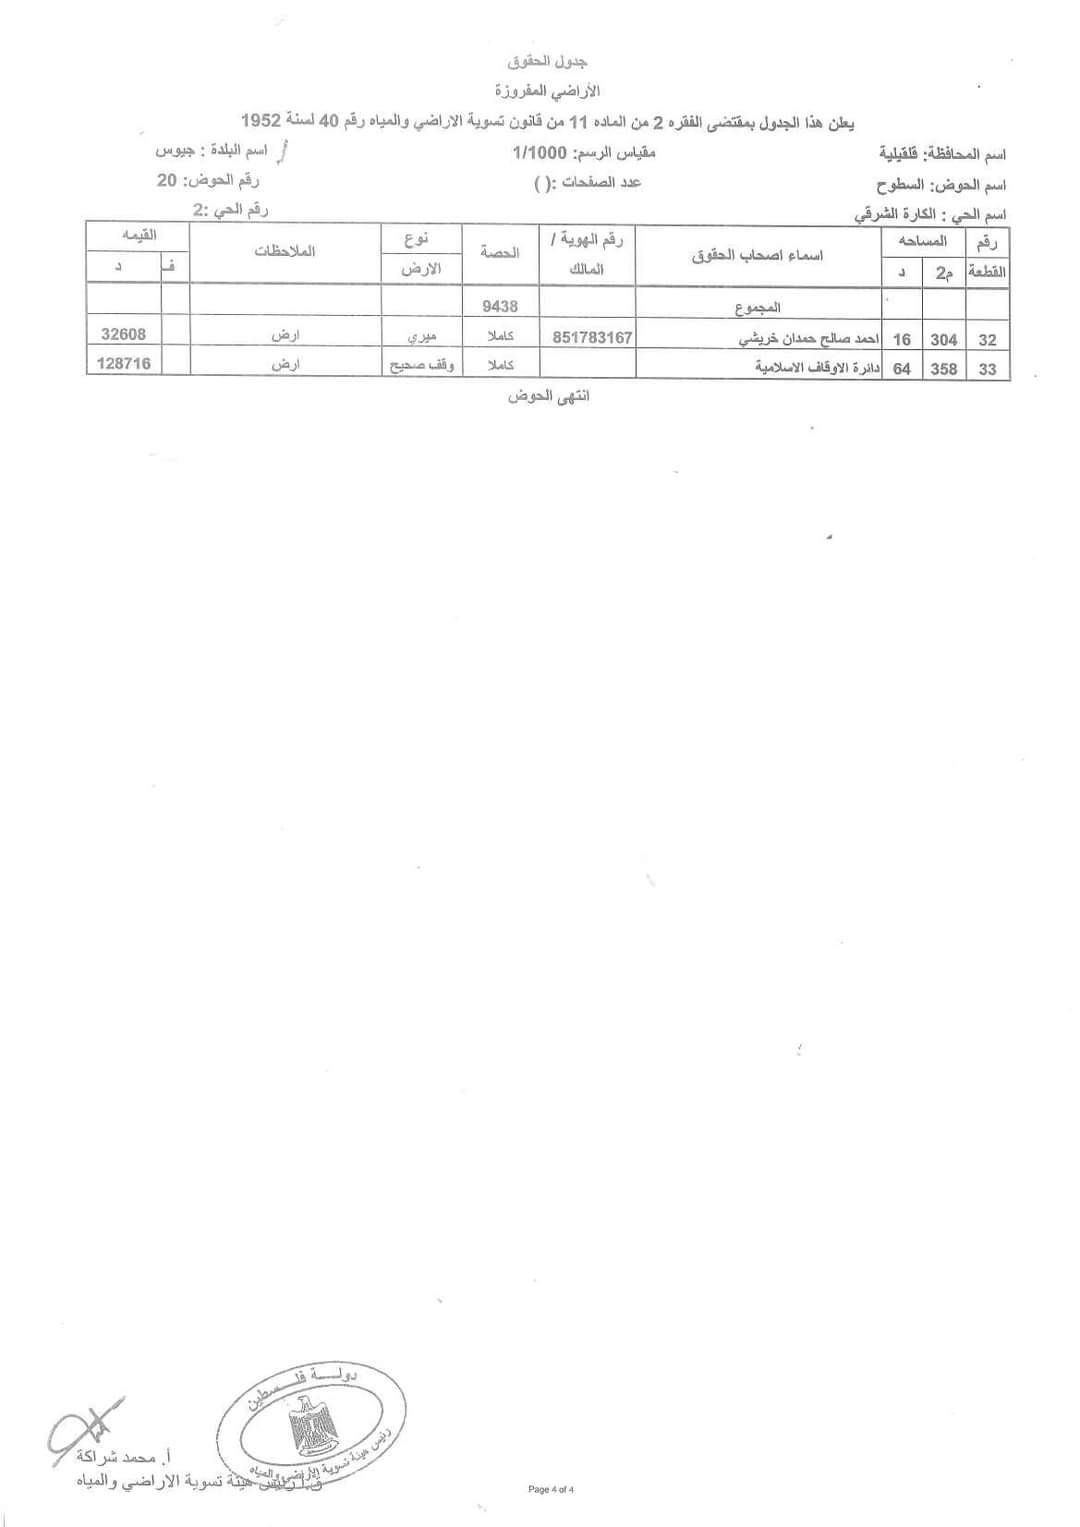 جدول الحقوق
الأراضي المفروزة
يعلن هذا الجدول بمقتضى الفقره 2 من الماده 11 من قانون تسوية الاراضي والمياه رقم 40 لسنة 1952
اسم المحافظة: قلقيلية مقياس الرسم: 1/1000 اسم البلدة : جيوس
اسم الحوض: السطوح عدد الصفحات :( ) رقم الحوض: 20
اسم الحي : الكارة الشرقي رقم الحي :2
رقم القطعة المساحه م2 د اسماء اصحاب الحقوق رقم الهوية / المالك الحصة نوع الارض الملاحظات القيمه ف د
المجموع 9438
32 304 16 احمد صالح حمدان خريشي 851783167 كاملا ميري ارض 32608
33 358 64 دائرة الاوقاف الاسلامية كاملا وقف صحيح ارض 128716
انتهى الحوض
دولة فلسطين
رئيس هيئة تسوية الأراضي والمياه
أ. محمد شراكة
ق.أ رئيس هيئة تسوية الاراضي والمياه
Page 4 of 4